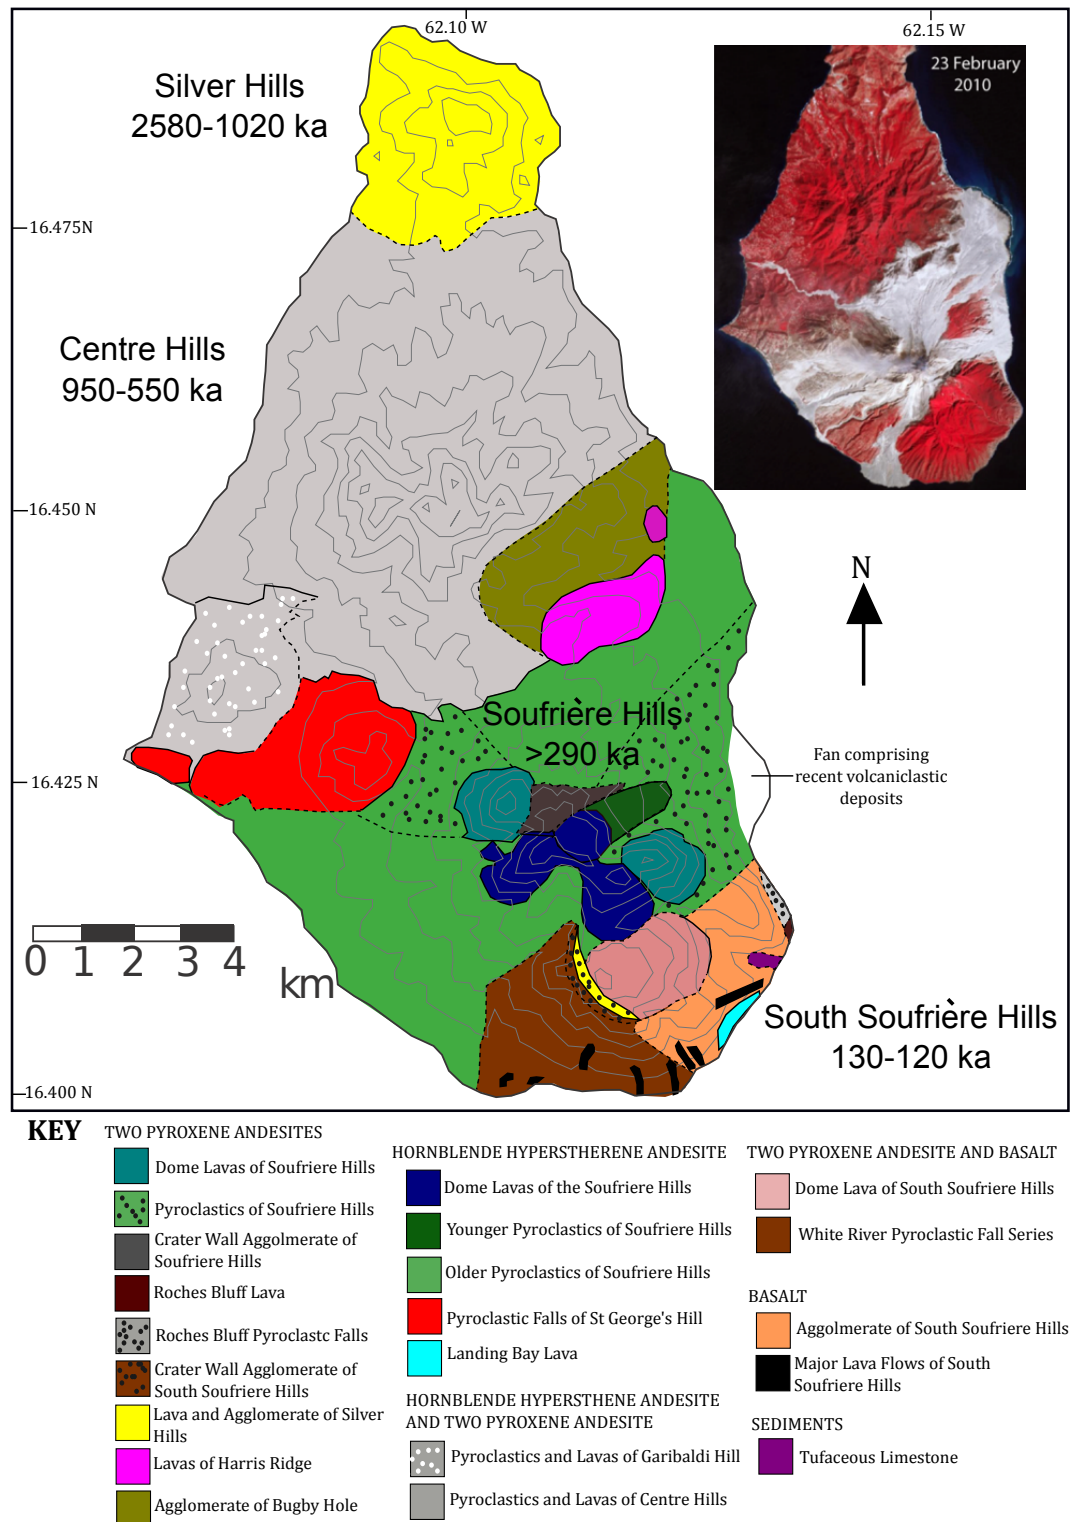 62.10 W
62.15 W
Silver Hills
2580-1020 ka
23 February
2010
16.475N
Centre Hills
950-550 ka
16.450 N
N
Soufrière Hills
>290 ka
Fan comprising
recent volcaniclastic
deposits
16.425 N
0 1 2 3 4
km
South Soufrière Hills
130-120 ka
16.400 N
KEY
TWO PYROXENE ANDESITES
Dome Lavas of Soufriere Hills
Pyroclastics of Soufriere Hills
Crater Wall Aggolmerate of
Soufriere Hills
Roches Bluff Lava
Roches Bluff Pyroclastc Falls
Crater Wall Agglomerate of
South Soufriere Hills
Lava and Agglomerate of Silver
Hills
Lavas of Harris Ridge
Agglomerate of Bugby Hole
HORNBLENDE HYPERSTHERENE ANDESITE
Dome Lavas of the Soufriere Hills
Younger Pyroclastics of Soufriere Hills
Older Pyroclastics of Soufriere Hills
Pyroclastic Falls of St George's Hill
Landing Bay Lava
HORNBLENDE HYPERSTHENE ANDESITE
AND TWO PYROXENE ANDESITE
Pyroclastics and Lavas of Garibaldi Hill
Pyroclastics and Lavas of Centre Hills
TWO PYROXENE ANDESITE AND BASALT
Dome Lava of South Soufriere Hills
White River Pyroclastic Fall Series
BASALT
Aggolmerate of South Soufriere Hills
Major Lava Flows of South
Soufriere Hills
SEDIMENTS
Tufaceous Limestone